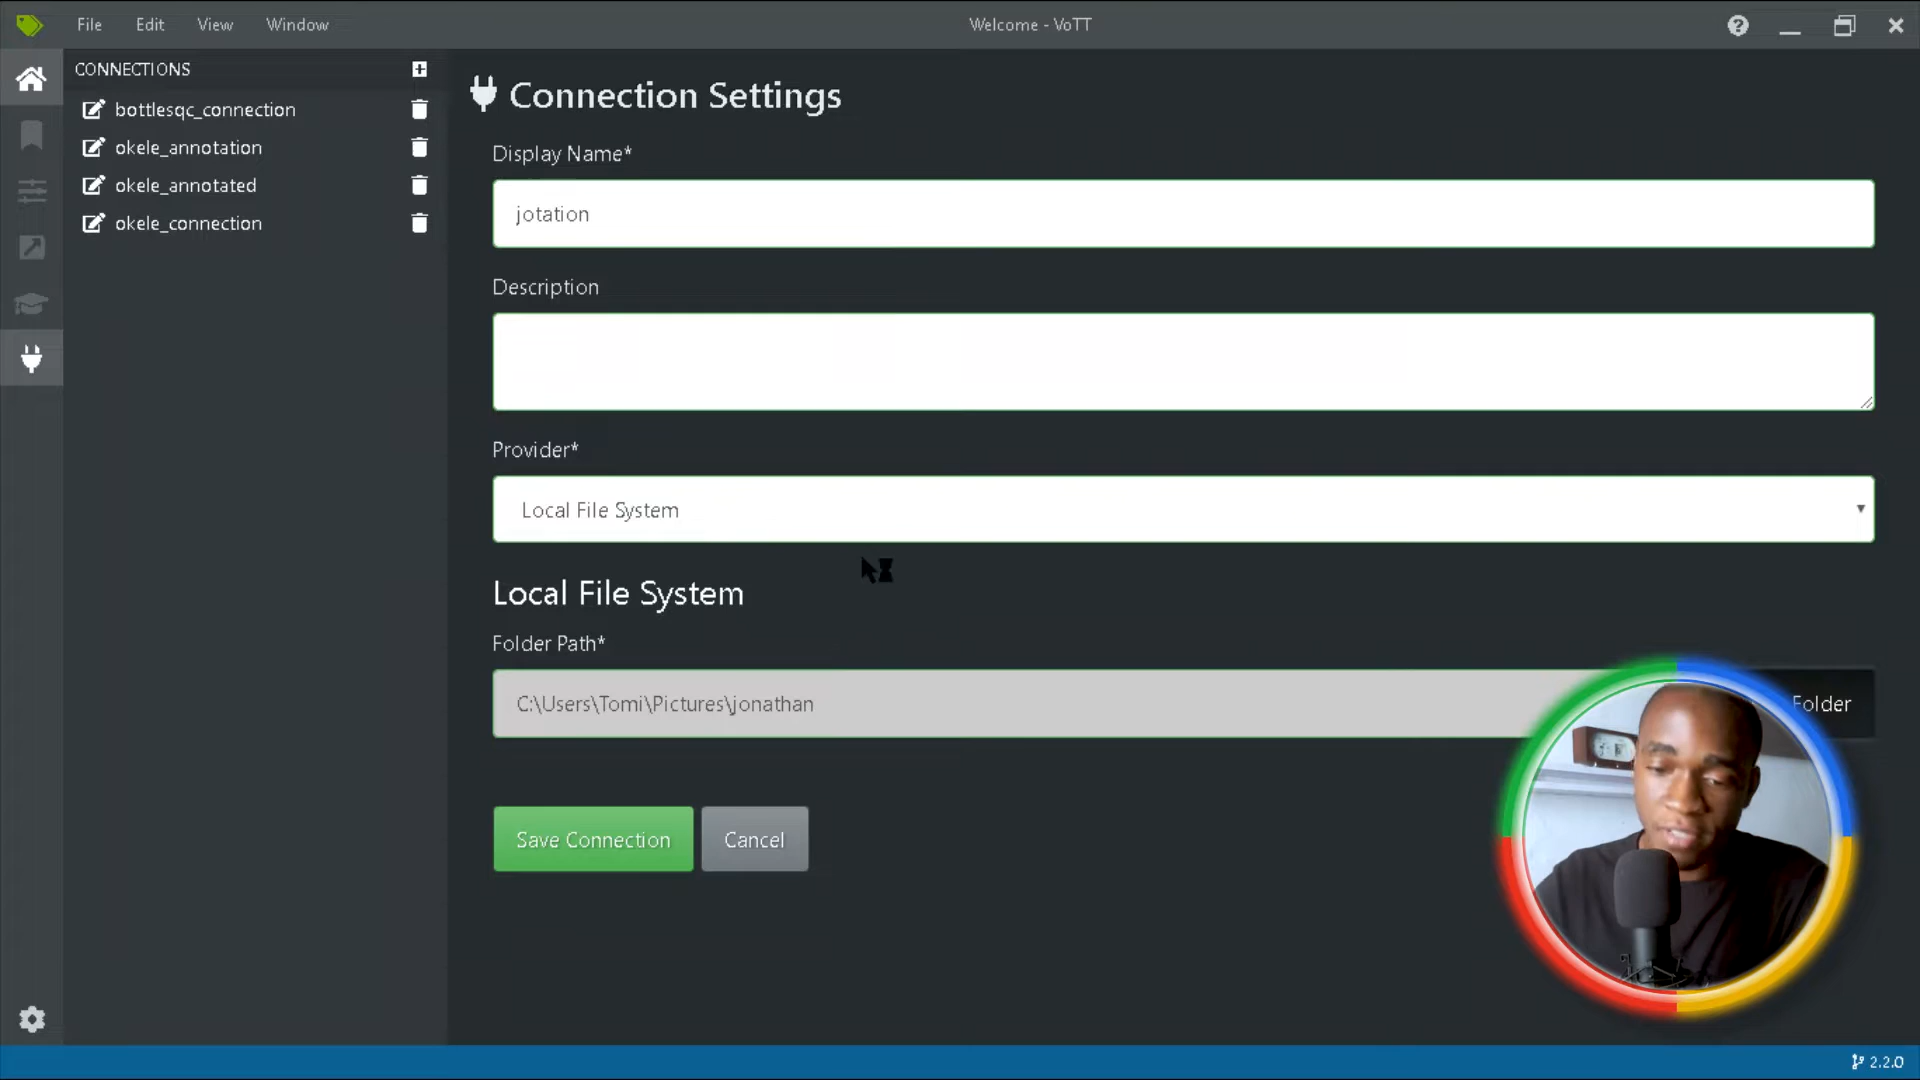 File Edit View Window Welcome - VoTT
CONNECTIONS
bottlesqc_connection
okele_annotation
okele_annotated
okele_connection
Connection Settings
Display Name*
jotation
Description
Provider*
Local File System
Local File System
Folder Path*
C:\Users\Tomi\Pictures\jonathan
Folder
Save Connection Cancel
2.2.0